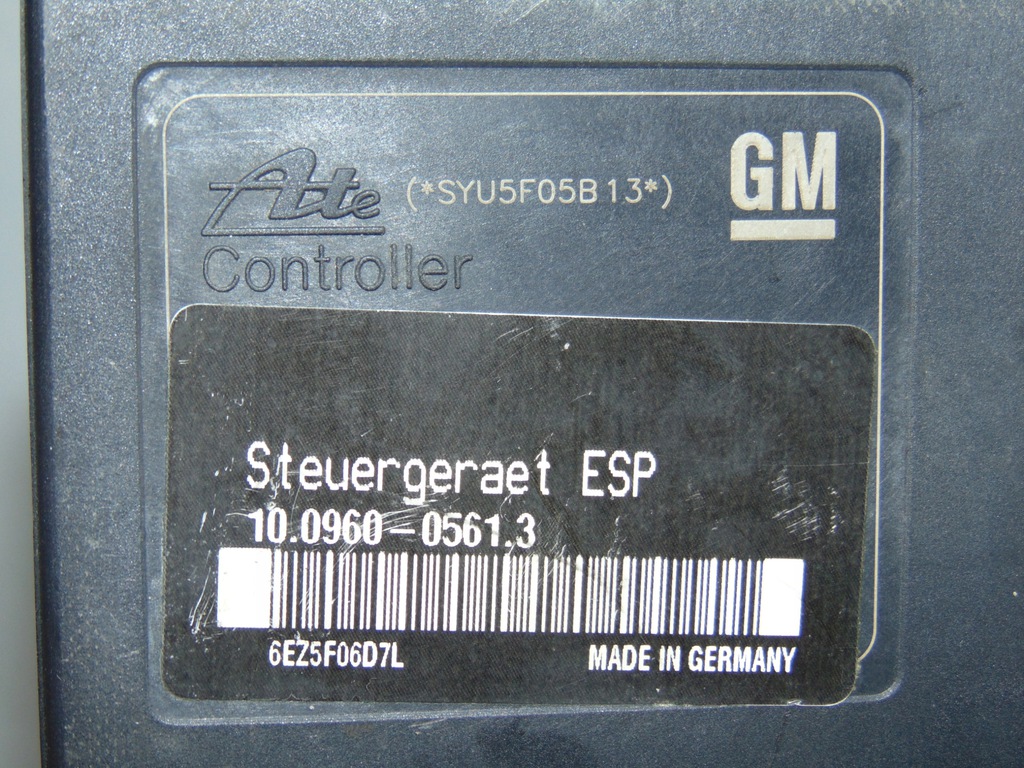 Ate (*SYU5F05B13*)
GM
Controller
Steuergeraet ESP
10.0960-0561.3
6EZ5F06D7L MADE IN GERMANY